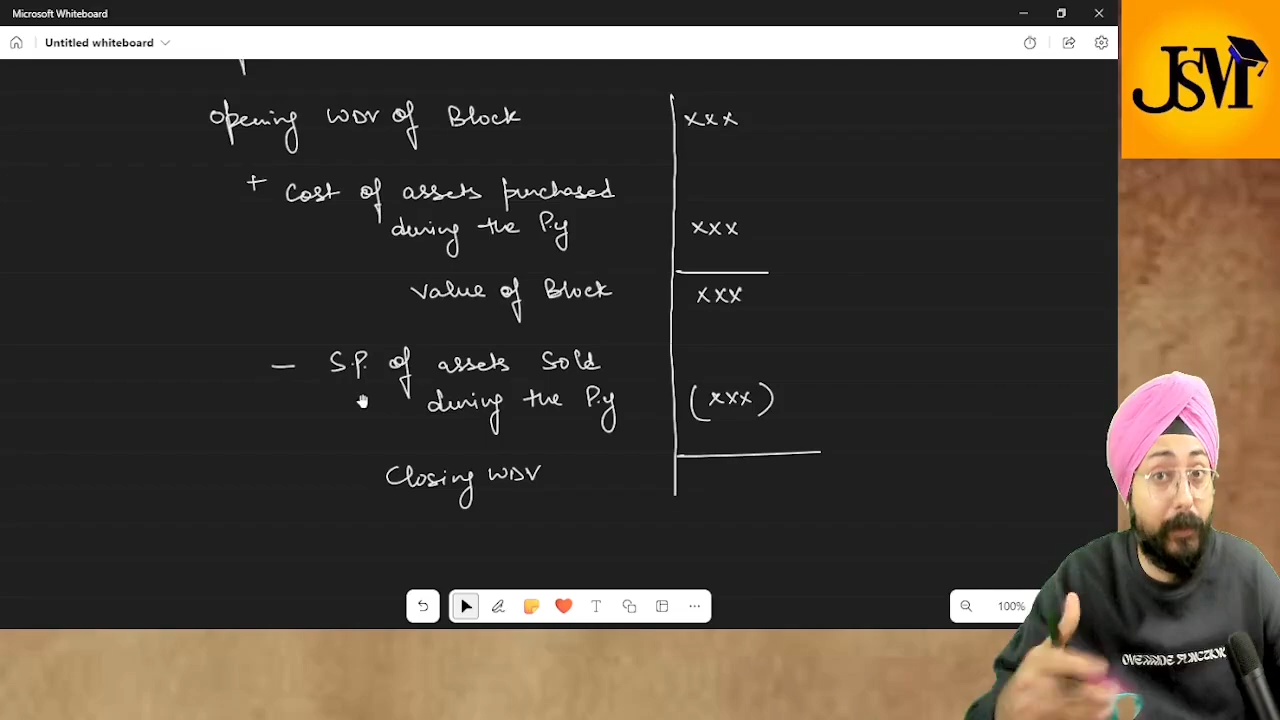 Microsoft Whiteboard
Untitled whiteboard
JSM
opening WDV of Block xxx
+ Cost of assets purchased
during the P.y xxx
Value of Block xxx
- S.P. of assets Sold
during the P.y (xxx)
Closing WDV
100%